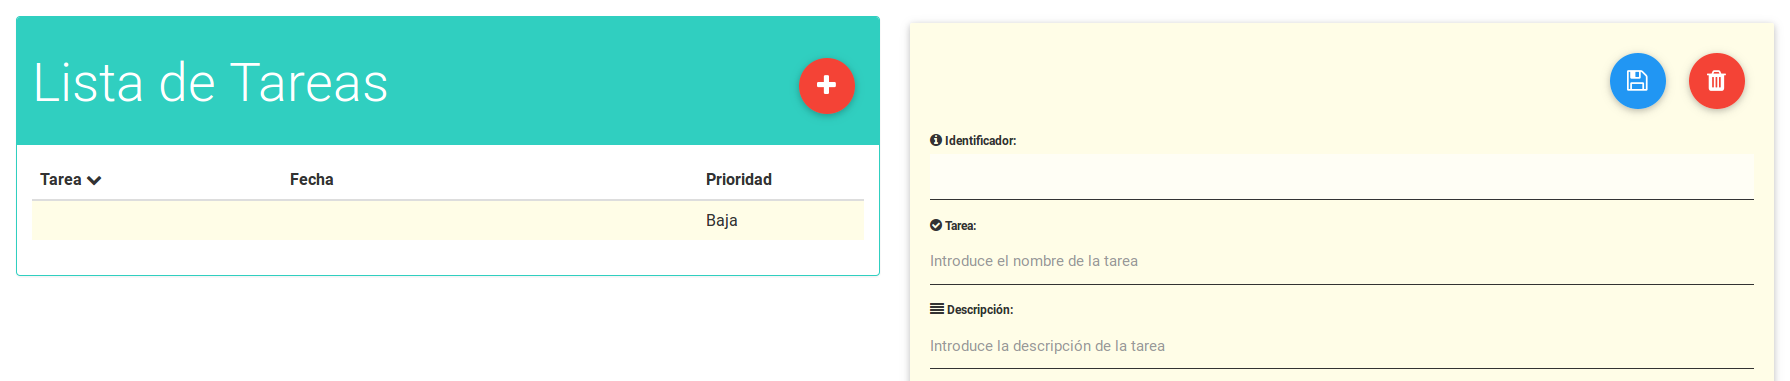 Lista de Tareas
Tarea
Fecha
Prioridad
Baja
Identificador:
Tarea:
Introduce el nombre de la tarea
Descripción:
Introduce la descripción de la tarea